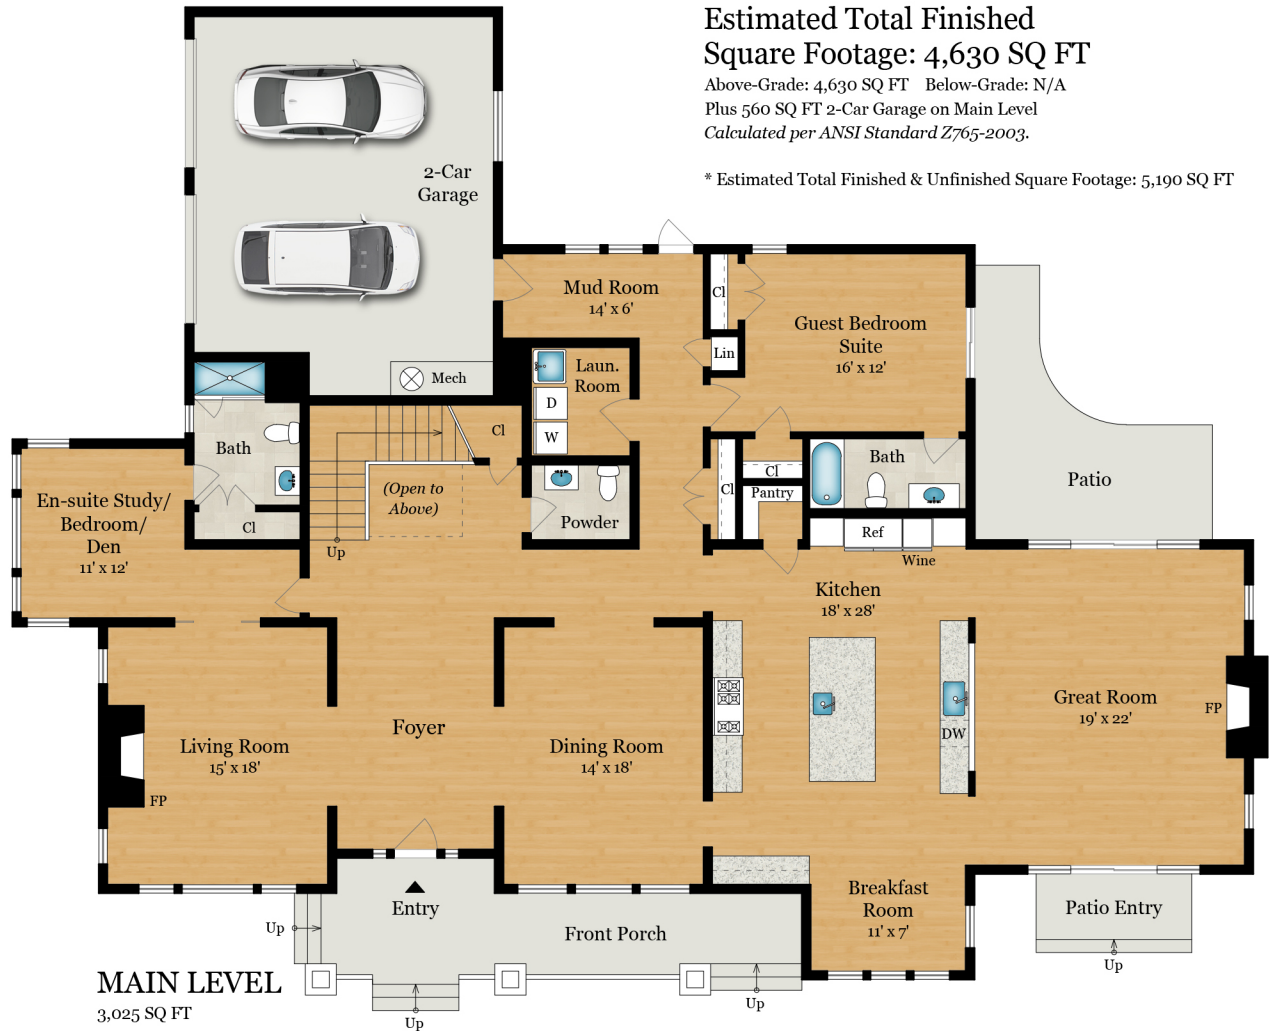 Estimated Total Finished
Square Footage: 4,630 SQ FT
Above-Grade: 4,630 SQ FT Below-Grade: N/A
Plus 560 SQ FT 2-Car Garage on Main Level
Calculated per ANSI Standard Z765-2003.
* Estimated Total Finished & Unfinished Square Footage: 5,190 SQ FT
2-Car
Garage
Mech
Mud Room
14' x 6'
Cl
Lin
Guest Bedroom
Suite
16' x 12'
Laun.
Room
D
W
Bath
Cl
Cl
(Open to
Above)
Up
Powder
Cl
Cl
Pantry
Bath
Ref
Wine
Patio
En-suite Study/
Bedroom/
Den
11' x 12'
Kitchen
18' x 28'
DW
Great Room
19' x 22'
FP
Living Room
15' x 18'
FP
Foyer
Dining Room
14' x 18'
Breakfast
Room
11' x 7'
Entry
Front Porch
Patio Entry
Up
Up
Up
Up
MAIN LEVEL
3,025 SQ FT